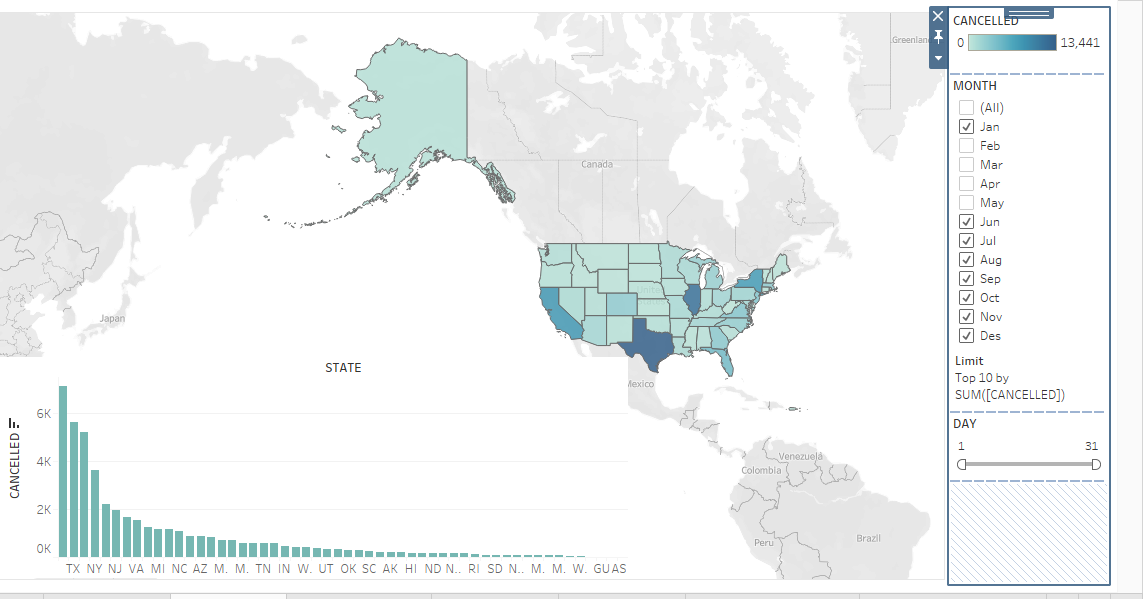 CANCELLED
0 13,441
MONTH
(All)
Jan
Feb
Mar
Apr
May
Jun
Jul
Aug
Sep
Oct
Nov
Des
Limit
Top 10 by
SUM([CANCELLED])
DAY
1 31
Greenland
Canada
Japan
Mexico
Venezuela
Colombia
Peru
Brazil
STATE
CANCELLED
6K
4K
2K
0K
TX NY NJ VA MI NC AZ M. M. TN IN W. UT OK SC AK HI ND N.. RI SD N.. M. M. W. GU AS